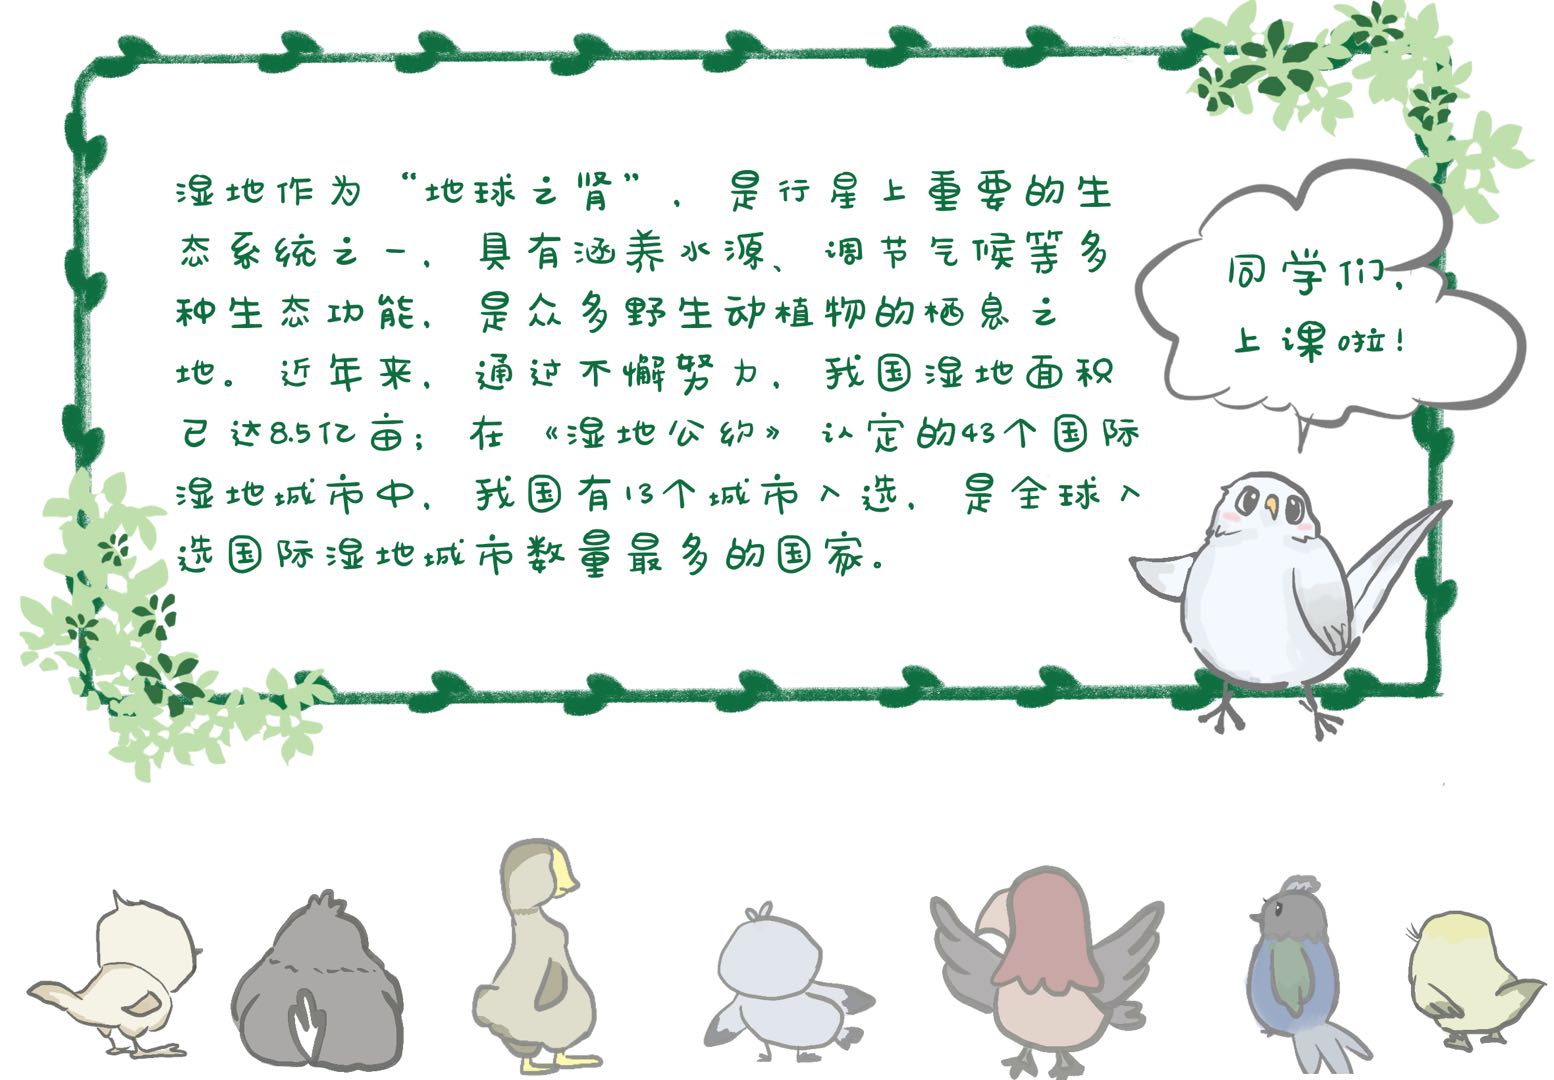 湿地作为“地球之肾”，是行星上重要的生
态系统之一，具有涵养水源、调节气候等多
种生态功能，是众多野生动植物的栖息之
地。近年来，通过不懈努力，我国湿地面积
已达8.5亿亩；在《湿地公约》认定的43个国际
湿地城市中，我国有13个城市入选，是全球入
选国际湿地城市数量最多的国家。
同学们，
上课啦！